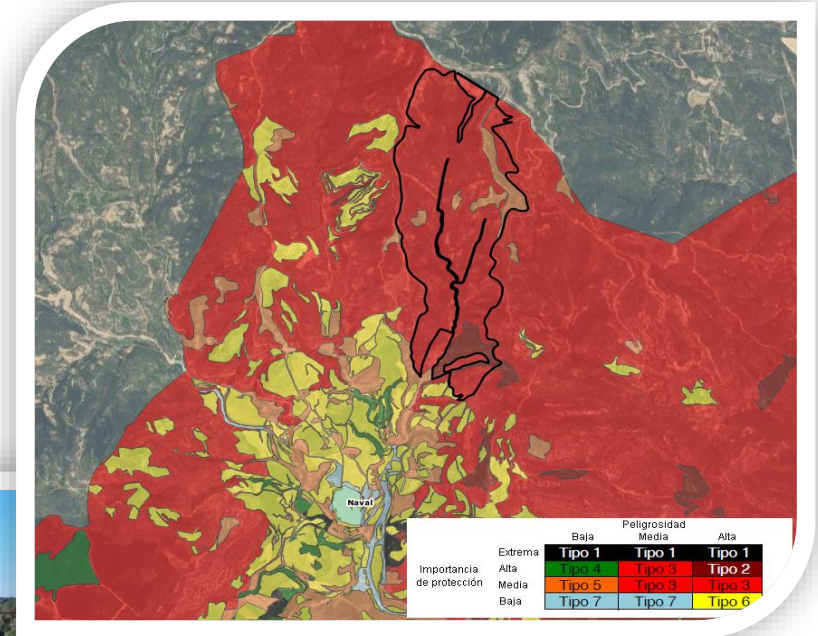 Naval
Peligrosidad
Baja Media Alta
Importancia de protección
Extrema Tipo 1 Tipo 1 Tipo 1
Alta Tipo 4 Tipo 3 Tipo 2
Media Tipo 5 Tipo 3 Tipo 3
Baja Tipo 7 Tipo 7 Tipo 6